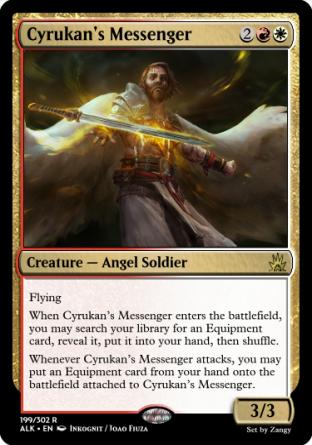 Cyrukan's Messenger 2
Creature — Angel Soldier
Flying
When Cyrukan's Messenger enters the battlefield,
you may search your library for an Equipment
card, reveal it, put it into your hand, then shuffle.
Whenever Cyrukan's Messenger attacks, you may
put an Equipment card from your hand onto the
battlefield attached to Cyrukan's Messenger.
3/3
199/302 R
ALK • EN Inkognit / Joao Fiuza
Set by Zangy